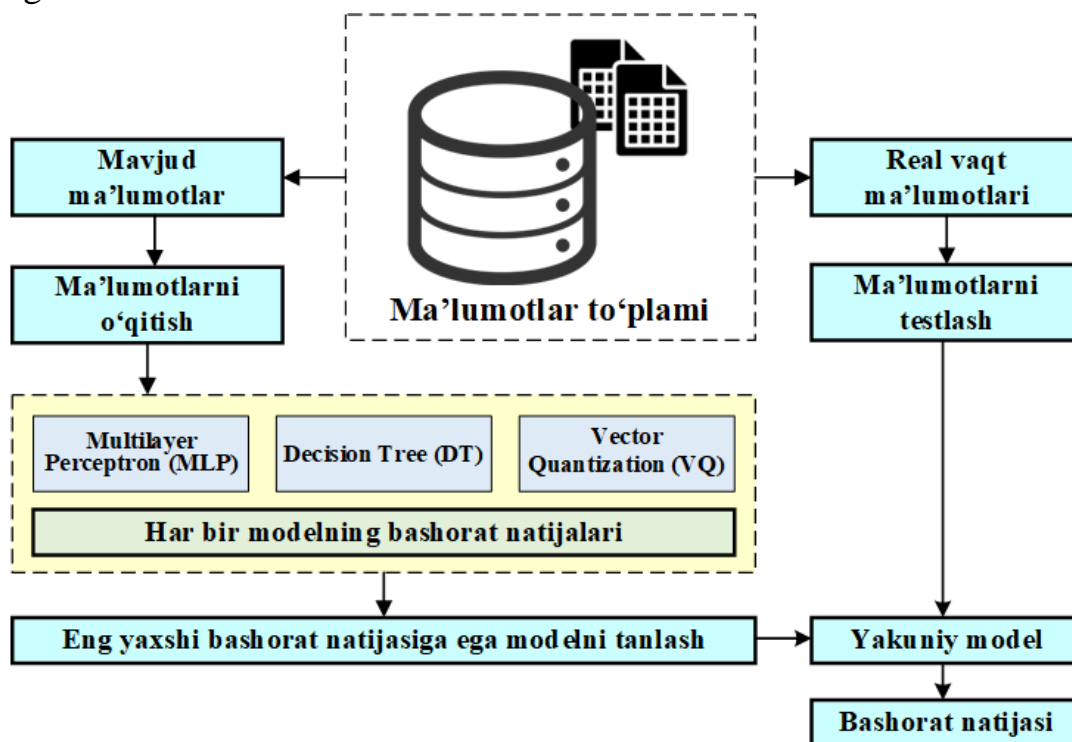 Mavjud
ma’lumotlar
Real vaqt
ma’lumotlari
Ma’lumotlarni
o‘qitish
Ma’lumotlar to‘plami
Ma’lumotlarni
testlash
Multilayer
Perceptron (MLP)
Decision Tree (DT)
Vector
Quantization (VQ)
Har bir modelning bashorat natijalari
Eng yaxshi bashorat natijasiga ega modelni tanlash
Yakuniy model
Bashorat natijasi